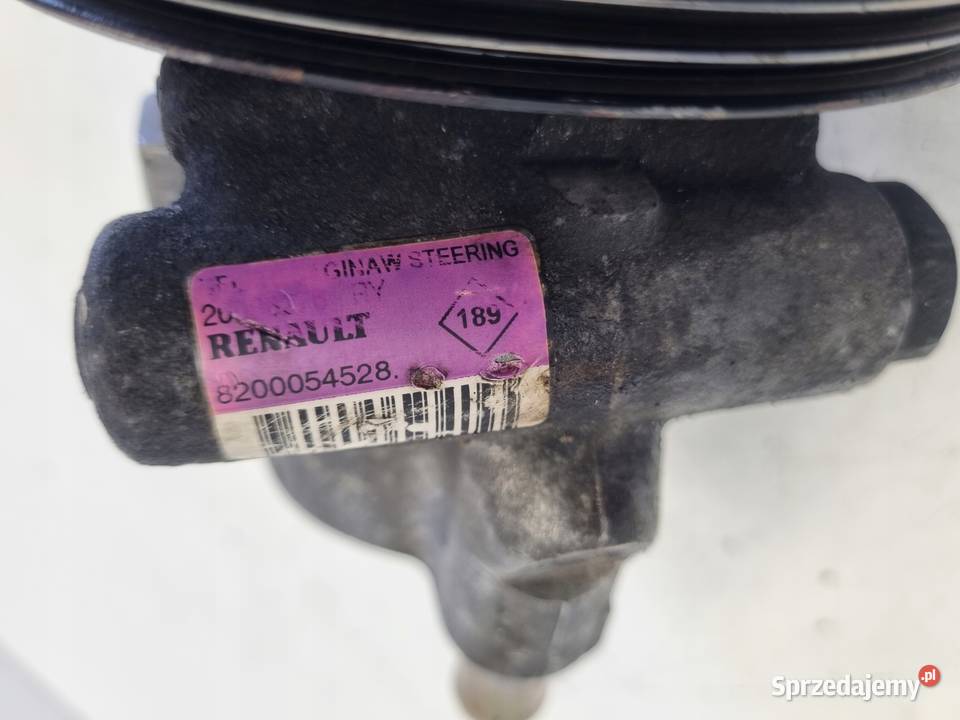 GINAW STEERING
RENAULT
189
8200054528.
Sprzedajemy.pl